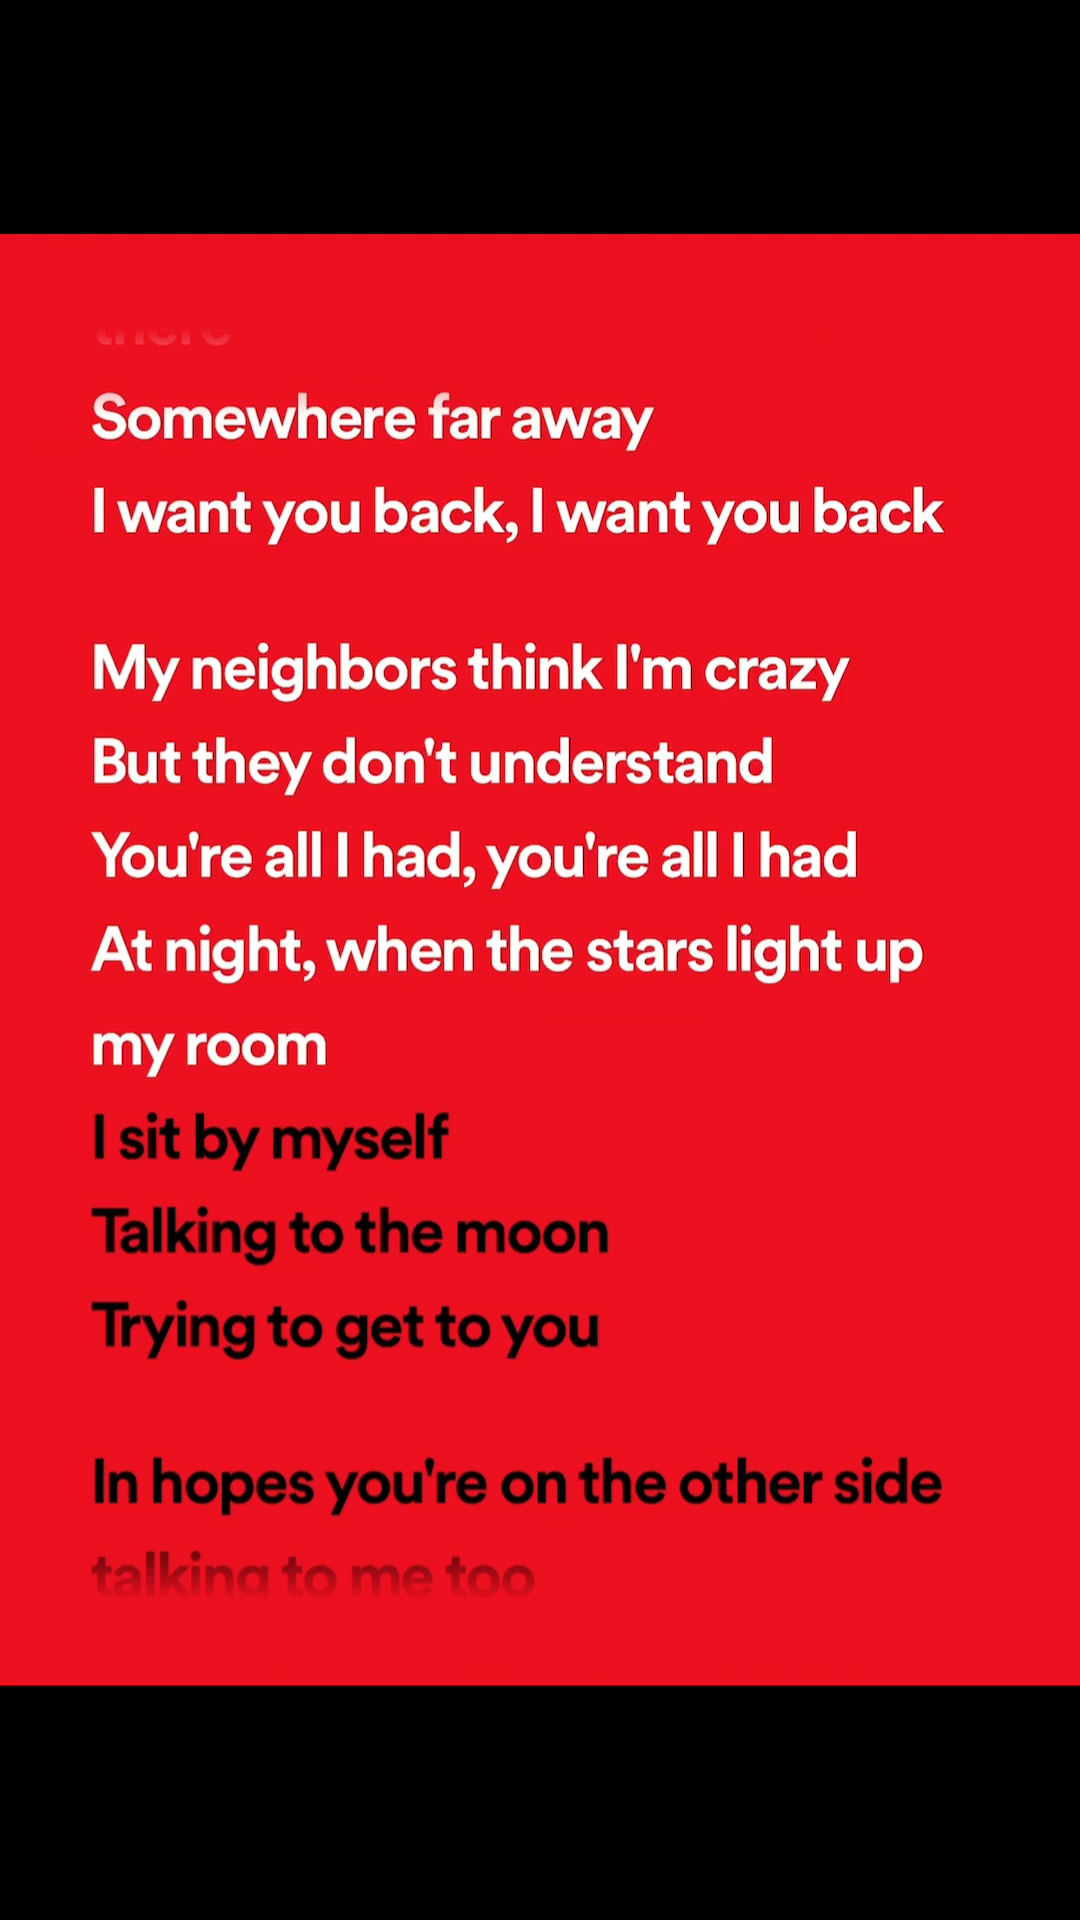 there
Somewhere far away
I want you back, I want you back
My neighbors think I'm crazy
But they don't understand
You're all I had, you're all I had
At night, when the stars light up
my room
I sit by myself
Talking to the moon
Trying to get to you
In hopes you're on the other side
talking to me too